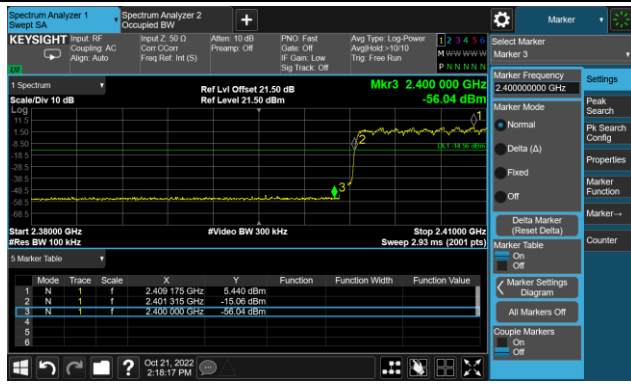 Spectrum Analyzer 1
Swept SA
Spectrum Analyzer 2
Occupied BW
Marker
KEYSIGHT
Input: RF
Coupling: AC
Align: Auto
Input Z: 50 Ω
Corr CCorr
Freq Ref: Int (S)
Atten: 10 dB
Preamp: Off
PNO: Fast
Gate: Off
IF Gain: Low
Sig Track: Off
Avg Type: Log-Power
Avg|Hold:>10/10
Trig: Free Run
1 2 3 4 5 6
M W W W W W
P N N N N N
Select Marker
Marker 3
1 Spectrum
Scale/Div 10 dB
Ref Lvl Offset 21.50 dB
Ref Level 21.50 dBm
Mkr3 2.400 000 GHz
-56.04 dBm
Log
11.5
1.50
-8.50
-18.5
-28.5
-38.5
-48.5
-58.5
-68.5
1
2
3
DL1 -14.56 dBm
Start 2.38000 GHz
#Res BW 100 kHz
#Video BW 300 kHz
Stop 2.41000 GHz
Sweep 2.93 ms (2001 pts)
5 Marker Table
Mode Trace Scale X Y Function Function Width Function Value
1 N 1 f 2.409 175 GHz 5.440 dBm
2 N 1 f 2.401 315 GHz -15.06 dBm
3 N 1 f 2.400 000 GHz -56.04 dBm
4
5
6
Marker Frequency
2.400000000 GHz
Marker Mode
Normal
Delta (Δ)
Fixed
Off
Delta Marker
(Reset Delta)
Marker Table
On
Off
Marker Settings
Diagram
All Markers Off
Couple Markers
On
Off
Settings
Peak
Search
Pk Search
Config
Properties
Marker
Function
Marker→
Counter
Oct 21, 2022
2:18:17 PM